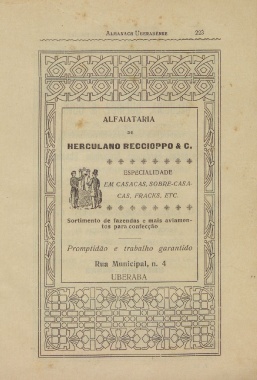 ALMANACH UBERABENSE 223
ALFAIATARIA
DE
HERCULANO RECCIOPPO & C.
ESPECIALIDADE
EM CASACAS, SOBRE-CASA-
CAS, FRACKS, ETC.
Sortimento de fazendas e mais aviamen-
tos para confecção
Promptidão e trabalho garantido
Rua Municipal, n. 4
UBERABA